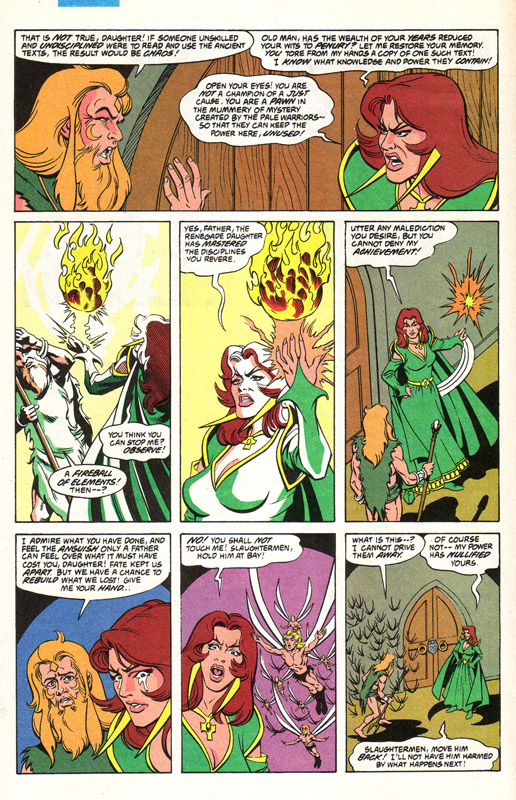 THAT IS NOT TRUE, DAUGHTER! IF SOMEONE UNSKILLED
AND UNDISCIPLINED WERE TO READ AND USE THE ANCIENT
TEXTS, THE RESULT WOULD BE CHAOS!
OLD MAN, HAS THE WEALTH OF YOUR YEARS REDUCED
YOUR WITS TO PENURY? LET ME RESTORE YOUR MEMORY.
YOU TORE FROM MY HANDS A COPY OF ONE SUCH TEXT!
I KNOW WHAT KNOWLEDGE AND POWER THEY CONTAIN!
OPEN YOUR EYES! YOU ARE
NOT A CHAMPION OF A JUST
CAUSE. YOU ARE A PAWN IN
THE MUMMERY OF MYSTERY
CREATED BY THE PALE WARRIORS--
SO THAT THEY CAN KEEP THE
POWER HERE, UNUSED!
YOU THINK YOU
CAN STOP ME?
OBSERVE!
A FIREBALL
OF ELEMENTS!
THEN--?
YES, FATHER, THE
RENEGADE DAUGHTER
HAS MASTERED
THE DISCIPLINES
YOU REVERE.
UTTER ANY MALEDICTION
YOU DESIRE, BUT YOU
CANNOT DENY MY
ACHIEVEMENT!
I ADMIRE WHAT YOU HAVE DONE, AND
FEEL THE ANGUISH ONLY A FATHER
CAN FEEL OVER WHAT IT MUST HAVE
COST YOU, DAUGHTER! FATE KEPT US
APART. BUT WE HAVE A CHANCE TO
REBUILD WHAT WE LOST! GIVE
ME YOUR HAND...
NO! YOU SHALL NOT
TOUCH ME! SLAUGHTERMEN,
HOLD HIM AT BAY!
WHAT IS THIS--?
I CANNOT DRIVE
THEM AWAY.
OF COURSE
NOT-- MY POWER
HAS NULLIFIED
YOURS.
SLAUGHTERMEN, MOVE HIM
BACK! I'LL NOT HAVE HIM HARMED
BY WHAT HAPPENS NEXT!